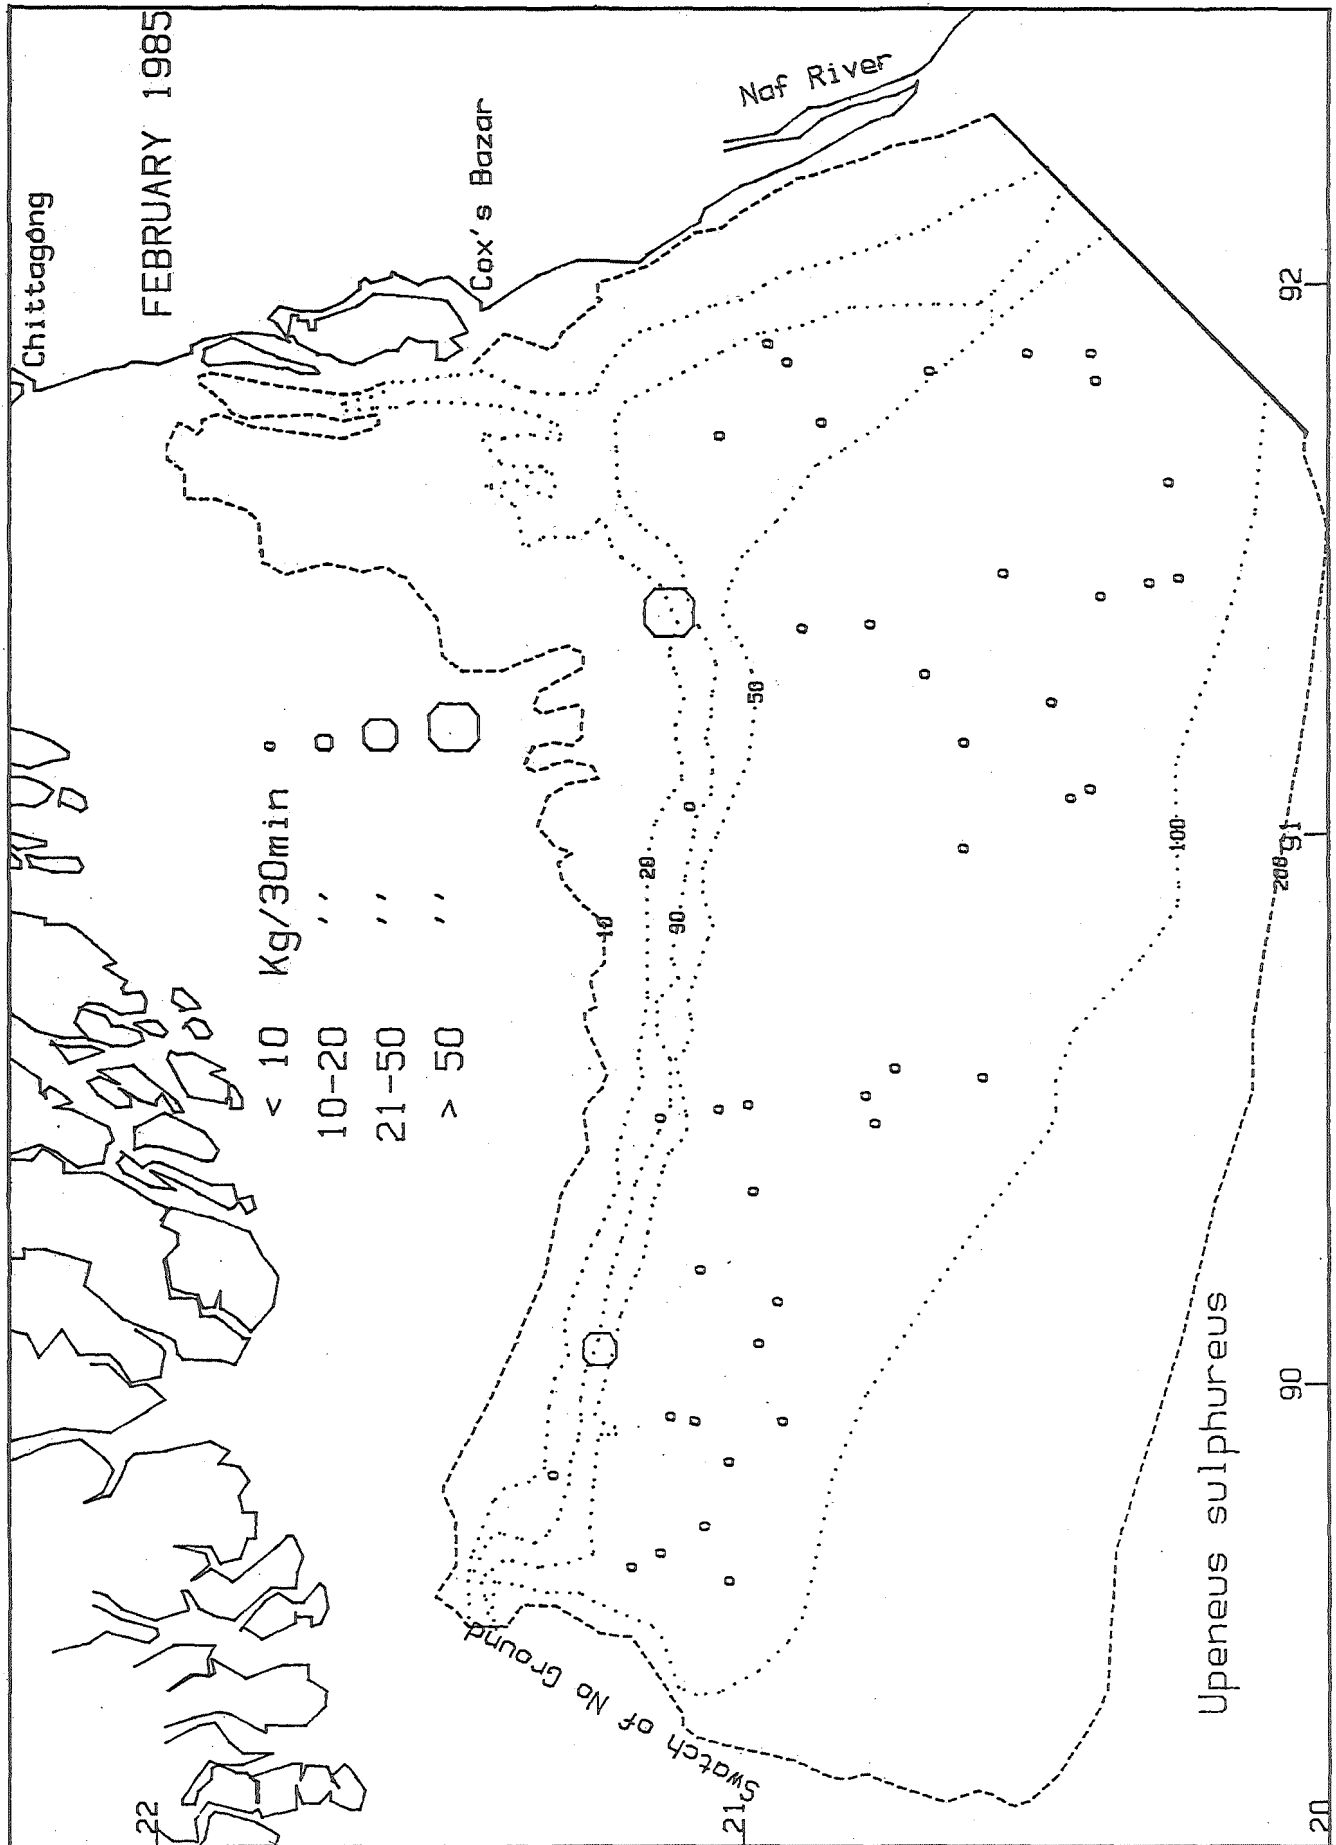 Chittagong
FEBRUARY 1985
Cox's Bazar
Naf River
< 10 Kg/30min
10-20 ,,
21-50 ,,
> 50 ,,
10
20
90
50
100
200
Swatch of No Ground
Upeneus sulphureus
22
21
20
90
91
92